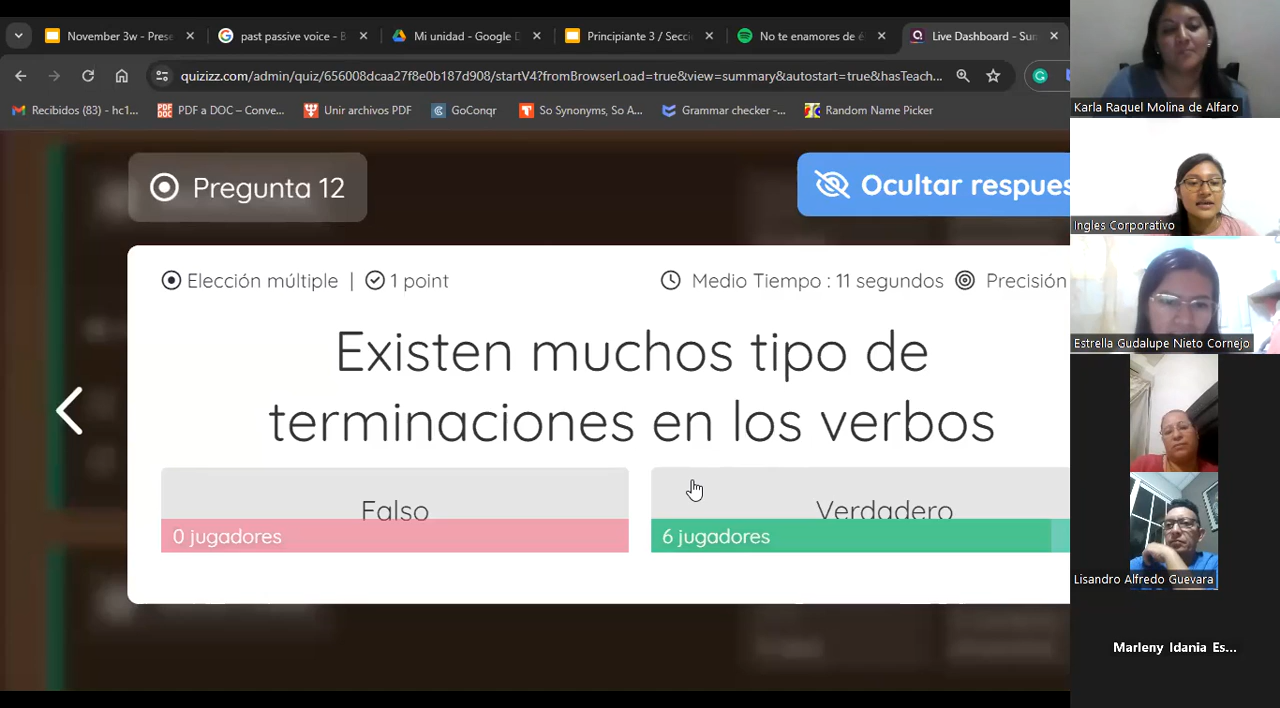 November 3w - Prese
past passive voice - B
Mi unidad - Google D
Principiante 3 / Secci
No te enamores de é
Live Dashboard - Sum
quizizz.com/admin/quiz/656008dcaa27f8e0b187d908/startV4?fromBrowserLoad=true&view=summary&autostart=true&hasTeach...
Recibidos (83) - hc1...
PDF a DOC – Conve...
Unir archivos PDF
GoConqr
So Synonyms, So A...
Grammar checker -...
Random Name Picker
Pregunta 12
Ocultar respues
Elección múltiple | 1 point
Medio Tiempo : 11 segundos
Precisión
Existen muchos tipo de
terminaciones en los verbos
Falso
0 jugadores
Verdadero
6 jugadores
Karla Raquel Molina de Alfaro
Ingles Corporativo
Estrella Gudalupe Nieto Cornejo
Lisandro Alfredo Guevara
Marleny Idania Es...